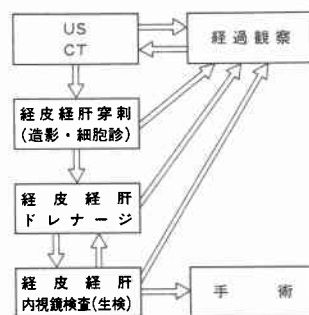 US
CT
経過観察
経皮経肝穿刺
(造影・細胞診)
経皮経肝
ドレナージ
経皮経肝
内視鏡検査(生検)
手術